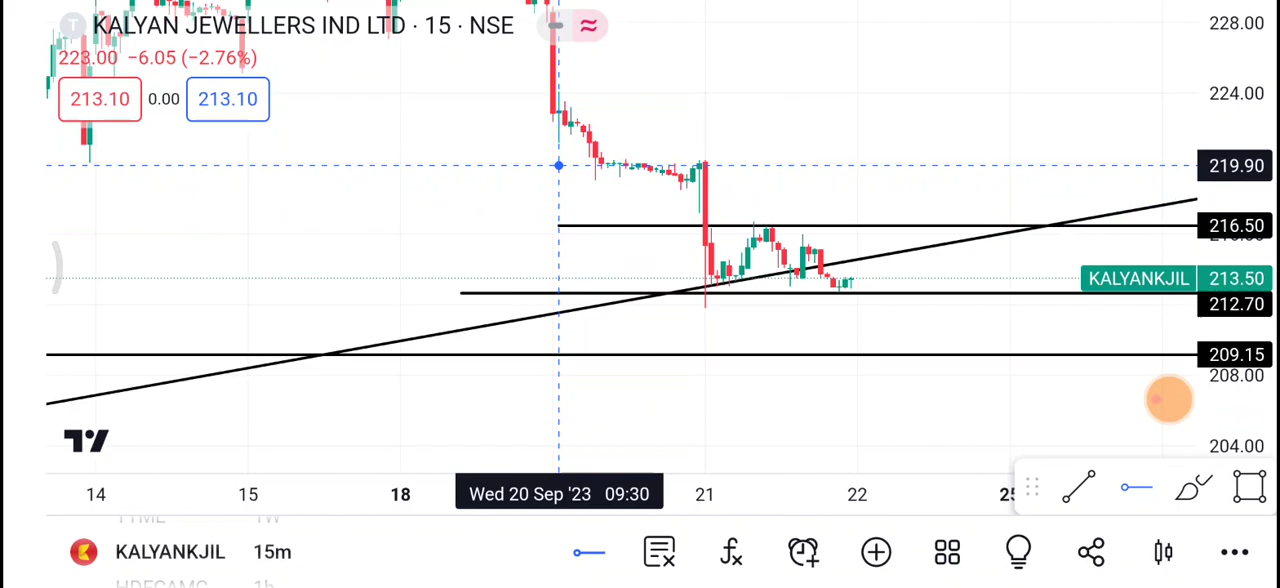 KALYAN JEWELLERS IND LTD · 15 · NSE
223.00 −6.05 (−2.76%)
213.10 0.00 213.10
228.00
224.00
219.90
216.50
KALYANKJIL 213.50
212.70
209.15
208.00
204.00
14 15 18 Wed 20 Sep '23 09:30 21 22 25
KALYANKJIL 15m